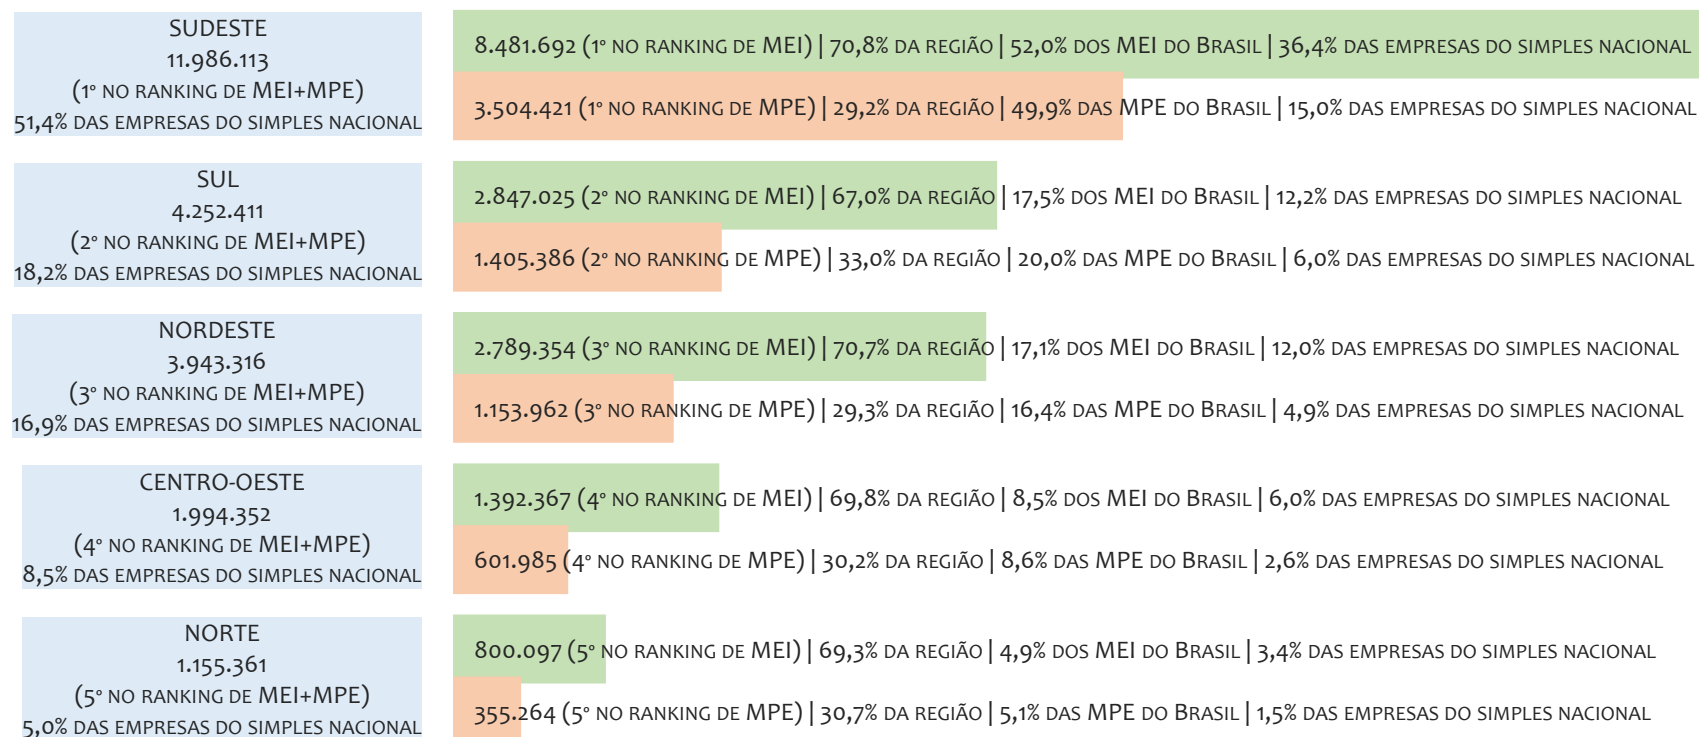 SUDESTE
11.986.113
(1° NO RANKING DE MEI+MPE)
51,4% DAS EMPRESAS DO SIMPLES NACIONAL
8.481.692 (1° NO RANKING DE MEI) | 70,8% DA REGIÃO | 52,0% DOS MEI DO BRASIL | 36,4% DAS EMPRESAS DO SIMPLES NACIONAL
3.504.421 (1° NO RANKING DE MPE) | 29,2% DA REGIÃO | 49,9% DAS MPE DO BRASIL | 15,0% DAS EMPRESAS DO SIMPLES NACIONAL
SUL
4.252.411
(2° NO RANKING DE MEI+MPE)
18,2% DAS EMPRESAS DO SIMPLES NACIONAL
2.847.025 (2° NO RANKING DE MEI) | 67,0% DA REGIÃO | 17,5% DOS MEI DO BRASIL | 12,2% DAS EMPRESAS DO SIMPLES NACIONAL
1.405.386 (2° NO RANKING DE MPE) | 33,0% DA REGIÃO | 20,0% DAS MPE DO BRASIL | 6,0% DAS EMPRESAS DO SIMPLES NACIONAL
NORDESTE
3.943.316
(3° NO RANKING DE MEI+MPE)
16,9% DAS EMPRESAS DO SIMPLES NACIONAL
2.789.354 (3° NO RANKING DE MEI) | 70,7% DA REGIÃO | 17,1% DOS MEI DO BRASIL | 12,0% DAS EMPRESAS DO SIMPLES NACIONAL
1.153.962 (3° NO RANKING DE MPE) | 29,3% DA REGIÃO | 16,4% DAS MPE DO BRASIL | 4,9% DAS EMPRESAS DO SIMPLES NACIONAL
CENTRO-OESTE
1.994.352
(4° NO RANKING DE MEI+MPE)
8,5% DAS EMPRESAS DO SIMPLES NACIONAL
1.392.367 (4° NO RANKING DE MEI) | 69,8% DA REGIÃO | 8,5% DOS MEI DO BRASIL | 6,0% DAS EMPRESAS DO SIMPLES NACIONAL
601.985 (4° NO RANKING DE MPE) | 30,2% DA REGIÃO | 8,6% DAS MPE DO BRASIL | 2,6% DAS EMPRESAS DO SIMPLES NACIONAL
NORTE
1.155.361
(5° NO RANKING DE MEI+MPE)
5,0% DAS EMPRESAS DO SIMPLES NACIONAL
800.097 (5° NO RANKING DE MEI) | 69,3% DA REGIÃO | 4,9% DOS MEI DO BRASIL | 3,4% DAS EMPRESAS DO SIMPLES NACIONAL
355.264 (5° NO RANKING DE MPE) | 30,7% DA REGIÃO | 5,1% DAS MPE DO BRASIL | 1,5% DAS EMPRESAS DO SIMPLES NACIONAL